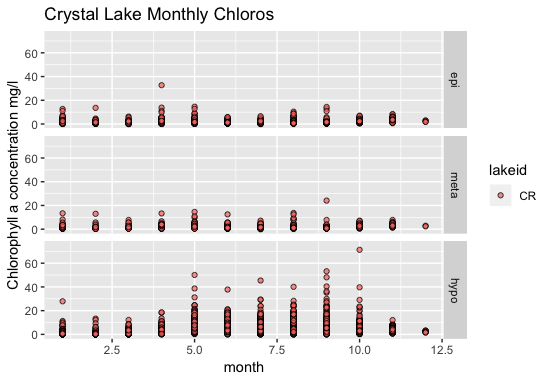 Crystal Lake Monthly Chloros
Chlorophyll a concentration mg/l
60
40
20
0
epi
60
40
20
0
meta
60
40
20
0
hypo
2.5 5.0 7.5 10.0 12.5
month
lakeid
CR